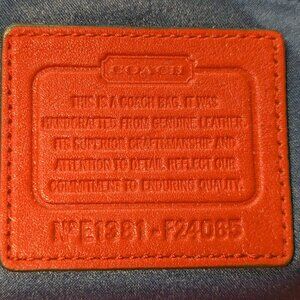 COACH
THIS IS A COACH BAG. IT WAS
HANDCRAFTED FROM GENUINE LEATHER
ITS SUPERIOR CRAFTSMANSHIP AND
ATTENTION TO DETAIL REFLECT OUR
COMMITMENT TO ENDURING QUALITY.
Nº E1381 - F24085